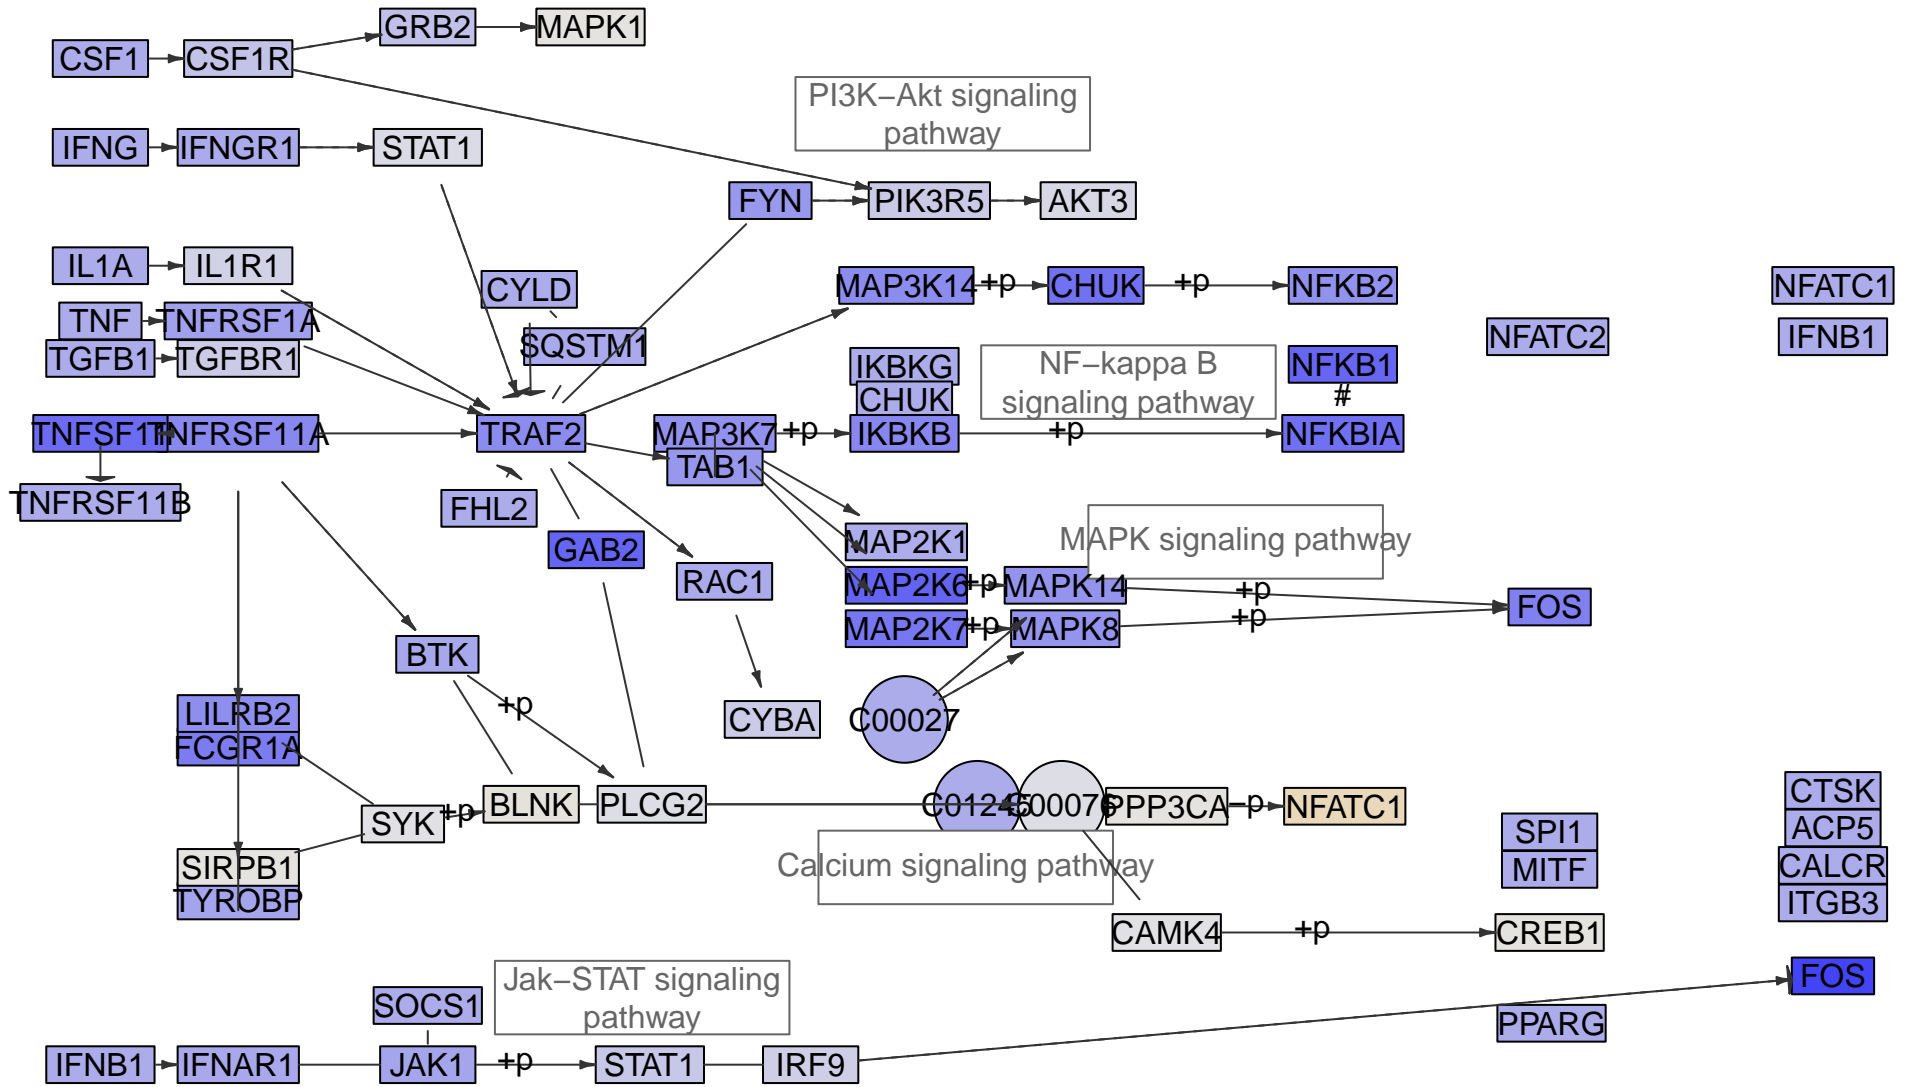 GRB2
MAPK1
CSF1
CSF1R
PI3K−Akt signaling
pathway
IFNG
IFNGR1
STAT1
FYN
PIK3R5
AKT3
IL1A
IL1R1
CYLD
MAP3K14
+p
CHUK
+p
NFKB2
NFATC1
TNF
TNFRSF1A
SQSTM1
NFATC2
IFNB1
TGFB1
TGFBR1
IKBKG
NF−kappa B
signaling pathway
NFKB1
CHUK
#
TNFRSF11A
TRAF2
MAP3K7
+p
IKBKB
+p
NFKBIA
TAB1
TNFRSF11B
FHL2
GAB2
MAP2K1
MAPK signaling pathway
RAC1
MAP2K6
+p
MAPK14
+p
FOS
MAP2K7
+p
MAPK8
+p
BTK
LILRB2
+p
CYBA
C00027
FCGR1A
SYK
+p
BLNK
PLCG2
C00076
PPP3CA
−p
NFATC1
CTSK
SPI1
ACP5
SIRPB1
Calcium signaling pathway
MITF
CALCR
TYROBP
ITGB3
CAMK4
+p
CREB1
Jak−STAT signaling
pathway
FOS
SOCS1
PPARG
IFNB1
IFNAR1
JAK1
+p
STAT1
IRF9